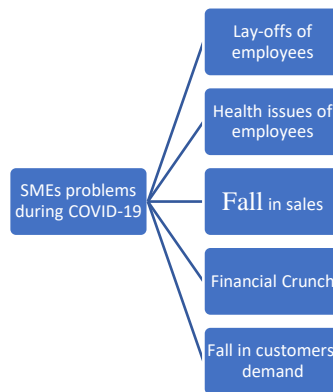 Lay-offs of
employees
Health issues of
employees
SMEs problems
during COVID-19
Fall in sales
Financial Crunch
Fall in customers
demand